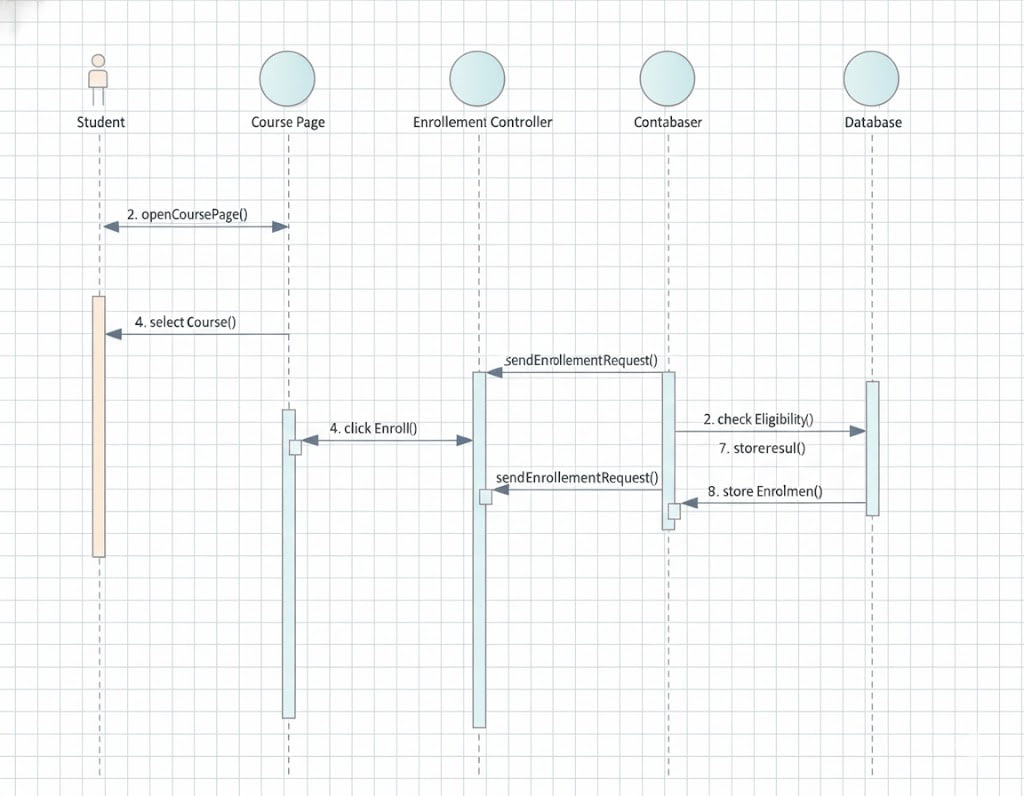 Student
Course Page
Enrollement Controller
Contabaser
Database
2. openCoursePage()
4. select Course()
sendEnrollementRequest()
2. check Eligibility()
4. click Enroll()
7. storeresul()
sendEnrollementRequest()
8. store Enrolmen()